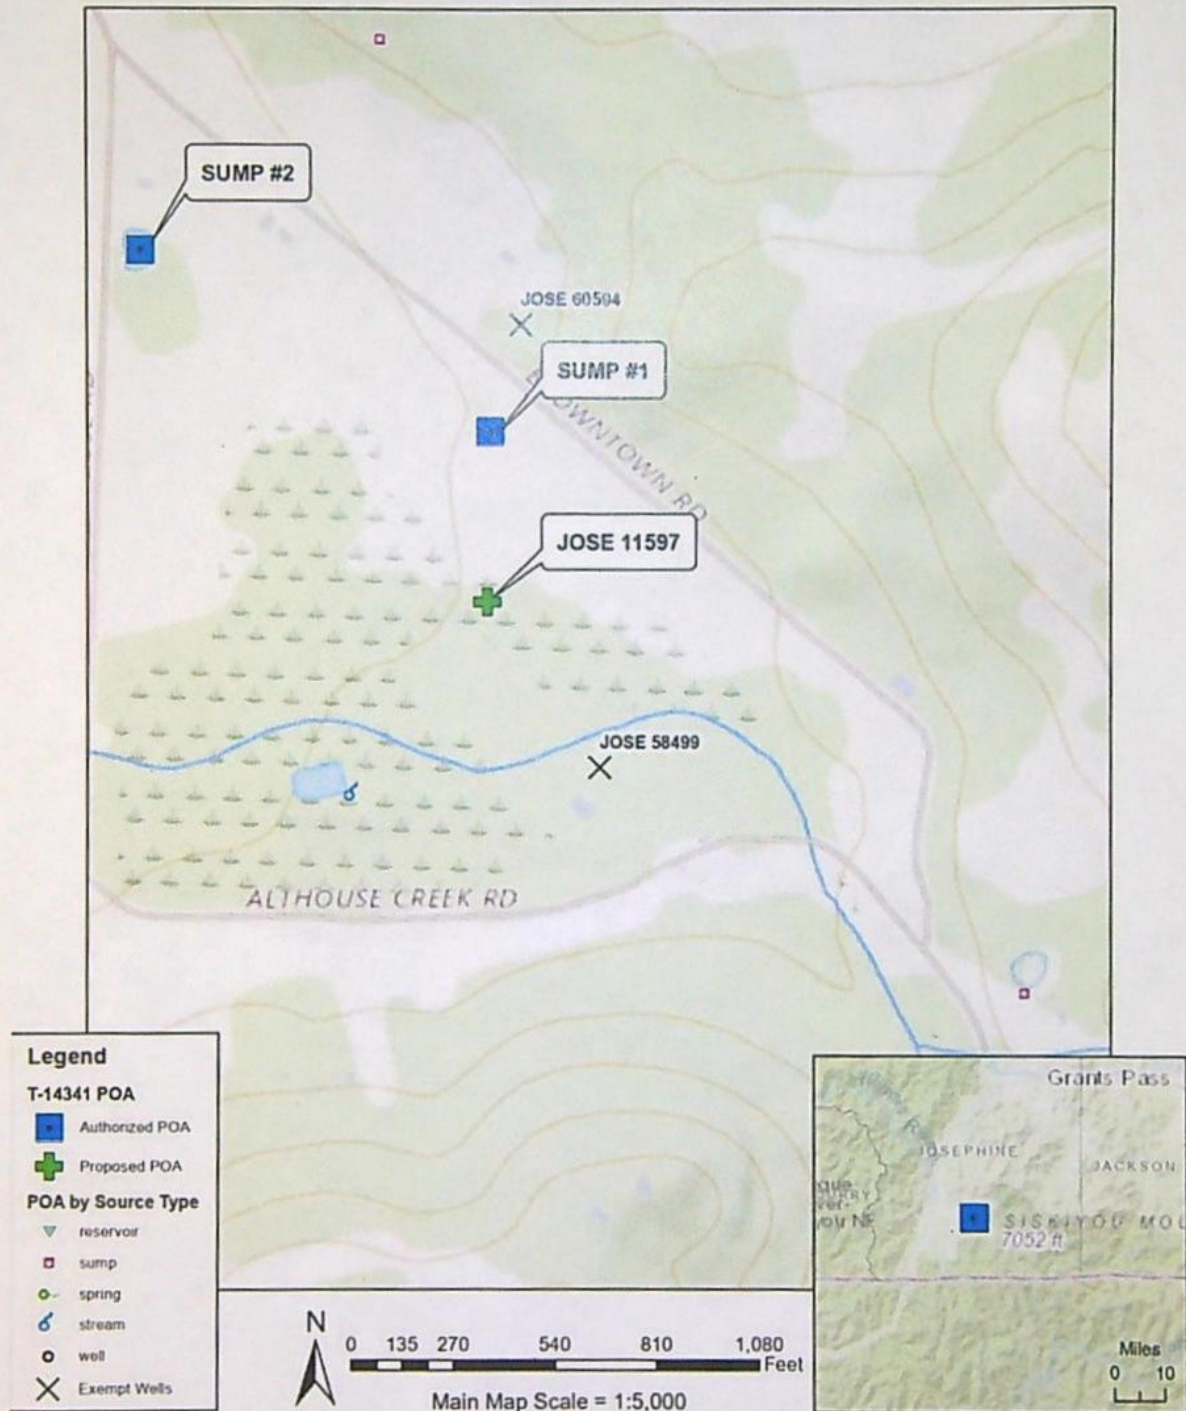 SUMP #2
JOSE 60594
SUMP #1
JOSE 11597
JOSE 58499
ALTHOUSE CREEK RD
Legend
T-14341 POA
Authorized POA
Proposed POA
POA by Source Type
reservoir
sump
spring
stream
well
Exempt Wells
N
0 135 270 540 810 1,080
Feet
Main Map Scale = 1:5,000
Grants Pass
JOSEPHINE
JACKSON
SISKIYOU MOU
7052 ft
Miles
0 10